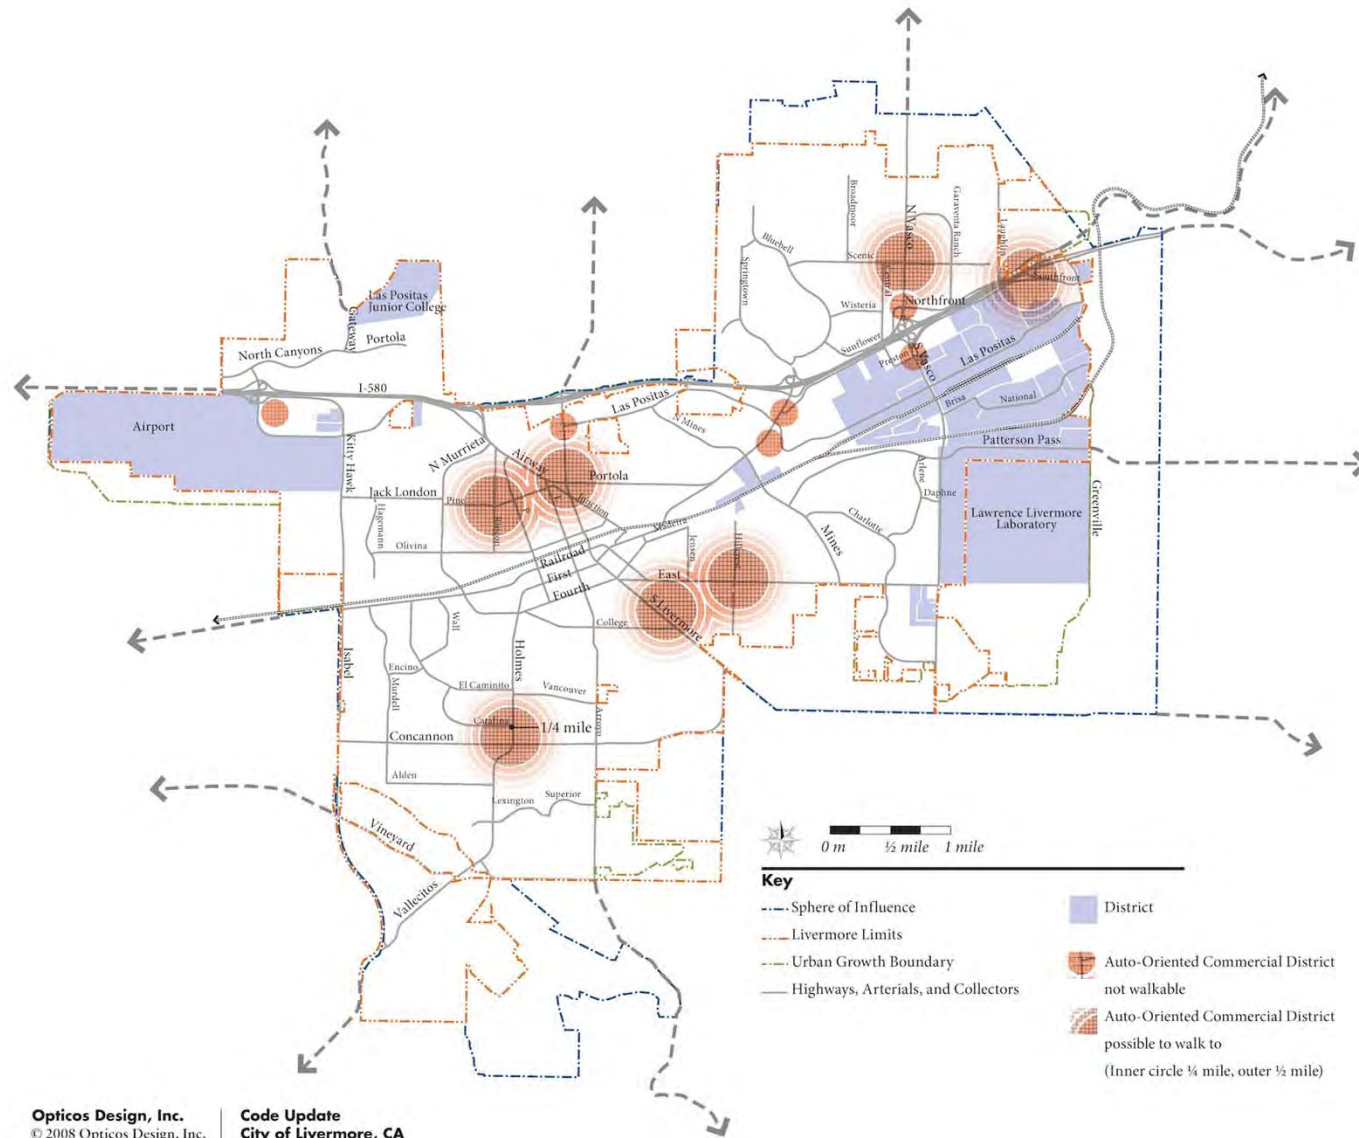 Broadmoor
N Vasco
Garaventa Ranch
Laughlin
Bluebell
Scenic
Springtown
Central
Southfront
Wisteria
Northfront
Las Positas
Junior College
Gateway
Portola
North Canyons
Sunflower
Preston
S Vasco
Las Positas
I-580
Las Positas
Brisa
National
Airport
N Mines
Kitty Hawk
N Murrieta
Airway
Patterson Pass
Portola
Arlene
Jack London
Pine
Junction
Daphne
Greenville
Hagemann
Rincon
P
Lawrence Livermore
Laboratory
Charlotte
Madeira
Mines
Olivina
Jensen
Hillcrest
Railroad
First
East
Fourth
S Livermore
Wall
College
Isabel
Holmes
Encino
El Caminito
Vancouver
Murdell
Catalina
1/4 mile
Arroyo
Concannon
Alden
Lexington
Superior
Vineyard
Vallecitos
0 m ½ mile 1 mile
Key
Sphere of Influence
Livermore Limits
Urban Growth Boundary
Highways, Arterials, and Collectors
District
Auto-Oriented Commercial District
not walkable
Auto-Oriented Commercial District
possible to walk to
(Inner circle ¼ mile, outer ½ mile)
Opticos Design, Inc.
© 2008 Opticos Design, Inc.
Code Update
City of Livermore, CA